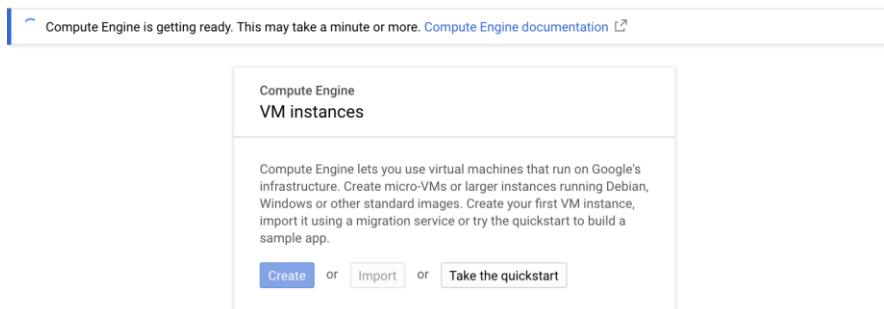 Compute Engine is getting ready. This may take a minute or more. Compute Engine documentation
Compute Engine
VM instances
Compute Engine lets you use virtual machines that run on Google's
infrastructure. Create micro-VMs or larger instances running Debian,
Windows or other standard images. Create your first VM instance,
import it using a migration service or try the quickstart to build a
sample app.
Create or Import or Take the quickstart